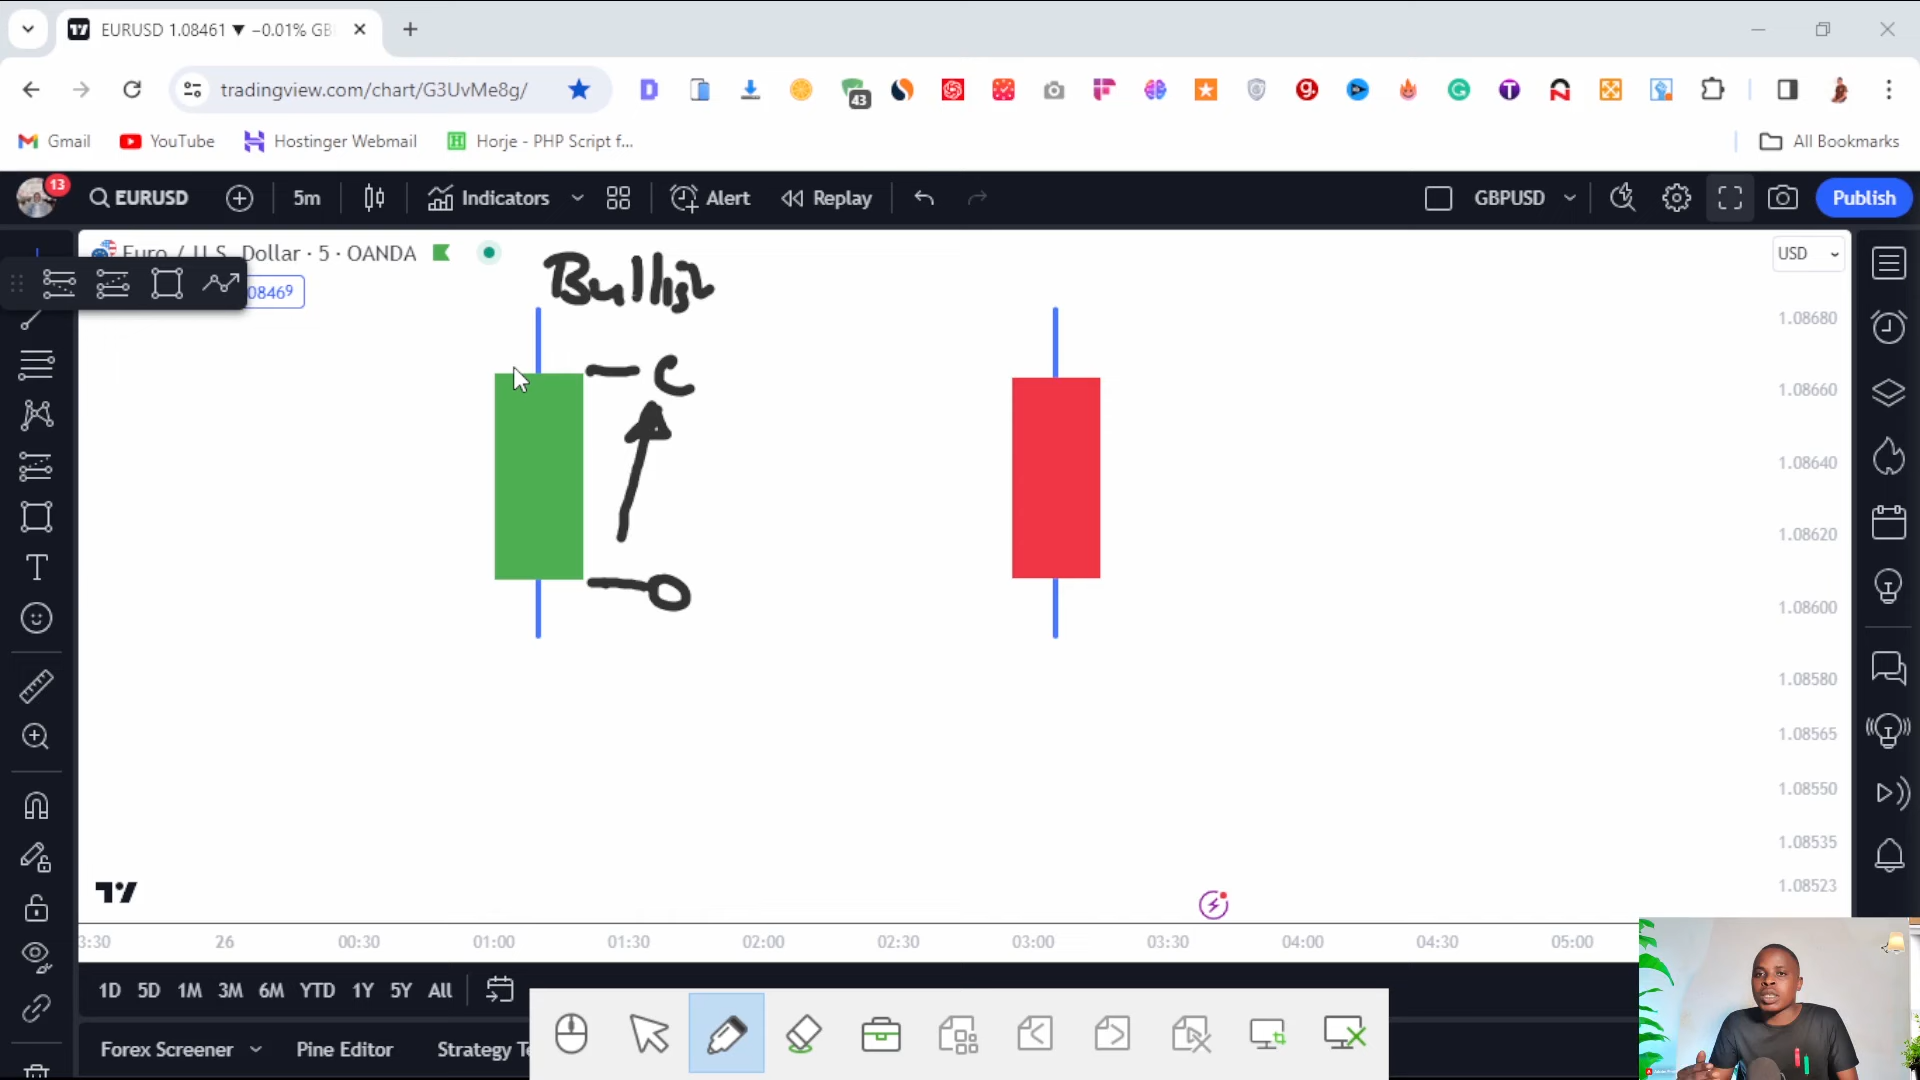 EURUSD 1.08461 ▼ −0.01% GB
tradingview.com/chart/G3UvMe8g/
43
Gmail
YouTube
Hostinger Webmail
Horje - PHP Script f...
All Bookmarks
13
EURUSD
5m
Indicators
Alert
Replay
GBPUSD
Publish
Euro / U.S. Dollar · 5 · OANDA
USD
08469
Bullish
C
O
1.08680
1.08660
1.08640
1.08620
1.08600
1.08580
1.08565
1.08550
1.08535
1.08523
3:30 26 00:30 01:00 01:30 02:00 02:30 03:00 03:30 04:00 04:30 05:00
1D 5D 1M 3M 6M YTD 1Y 5Y All
Forex Screener
Pine Editor
Strategy Te